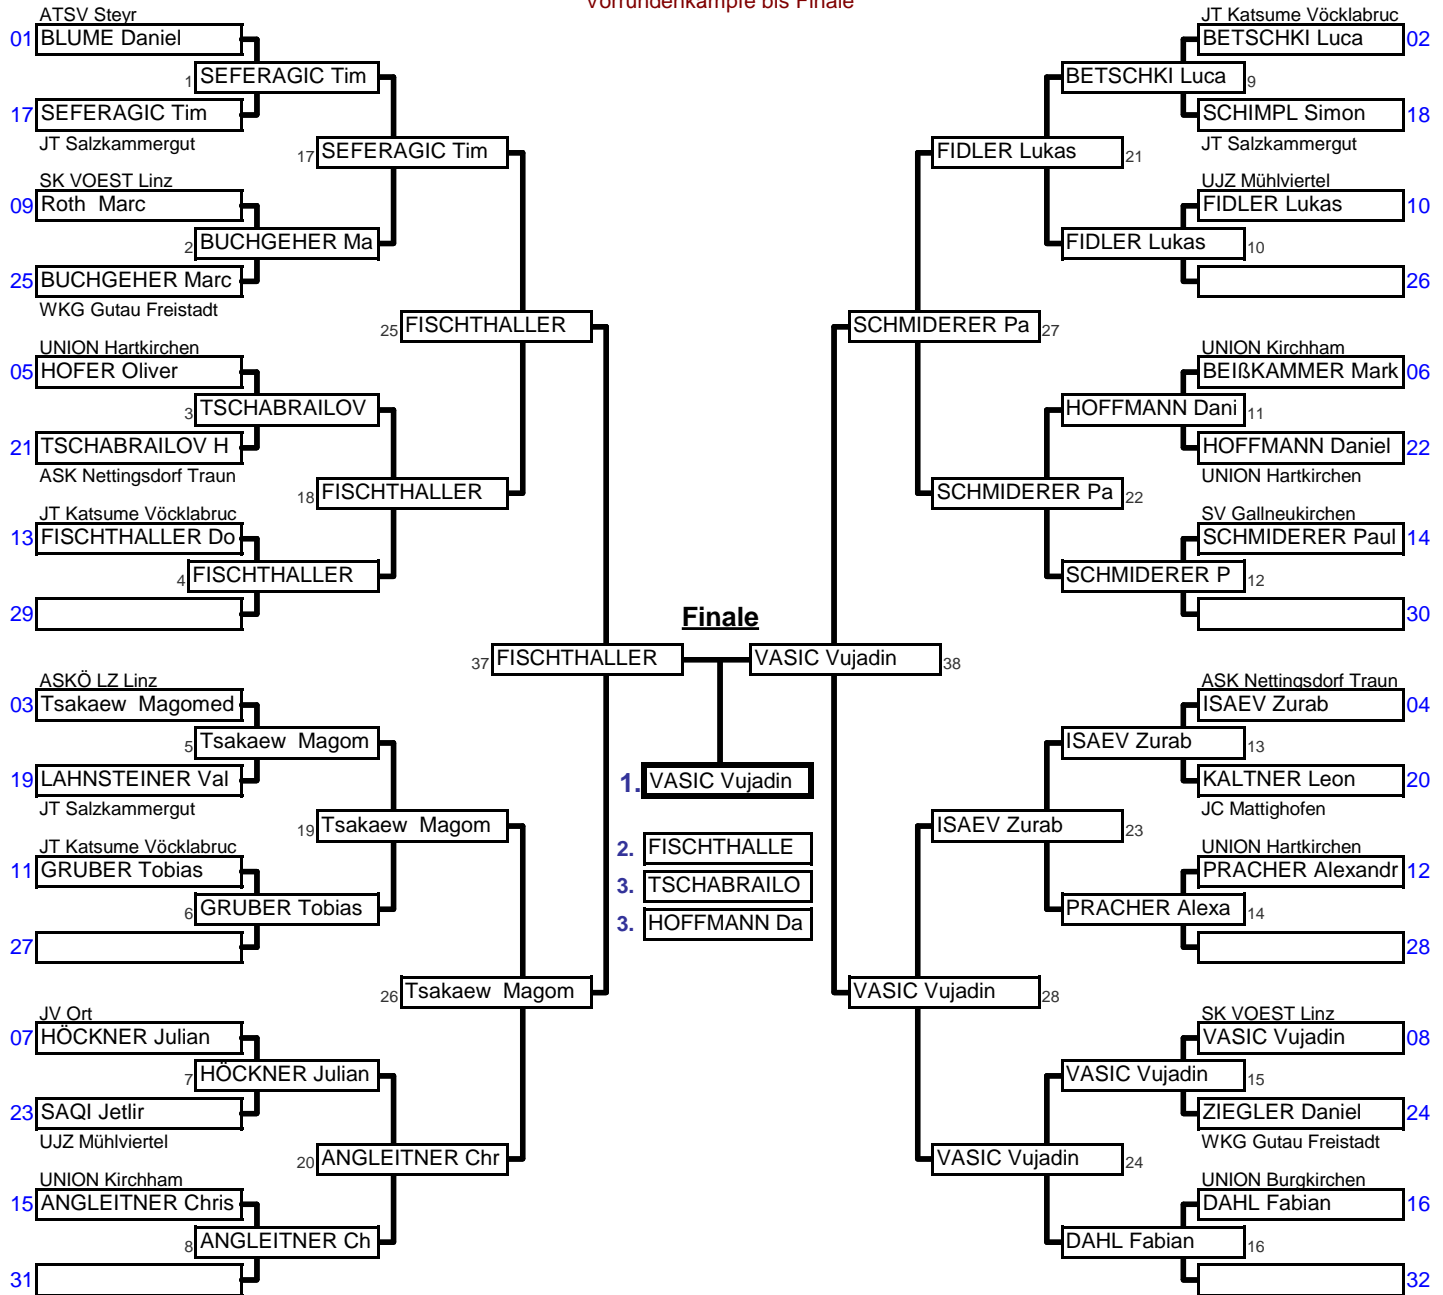 Vorrundenkämpfe bis Finale
ATSV Steyr
01 BLUME Daniel
1 SEFERAGIC Tim
17 SEFERAGIC Tim
JT Salzkammergut
17 SEFERAGIC Tim
SK VOEST Linz
09 Roth Marc
2 BUCHGEHER Ma
25 BUCHGEHER Marc
WKG Gutau Freistadt
25 FISCHTHALLER
UNION Hartkirchen
05 HOFER Oliver
3 TSCHABRAILOV
21 TSCHABRAILOV H
ASK Nettingsdorf Traun
18 FISCHTHALLER
JT Katsume Vöcklabruc
13 FISCHTHALLER Do
4 FISCHTHALLER
29
37 FISCHTHALLER
ASKÖ LZ Linz
03 Tsakaew Magomed
5 Tsakaew Magom
19 LAHNSTEINER Val
JT Salzkammergut
19 Tsakaew Magom
JT Katsume Vöcklabruc
11 GRUBER Tobias
6 GRUBER Tobias
27
26 Tsakaew Magom
JV Ort
07 HÖCKNER Julian
7 HÖCKNER Julian
23 SAQI Jetlir
UJZ Mühlviertel
20 ANGLEITNER Chr
UNION Kirchham
15 ANGLEITNER Chris
8 ANGLEITNER Ch
31
Finale
1. VASIC Vujadin
2. FISCHTHALLE
3. TSCHABRAILO
3. HOFFMANN Da
JT Katsume Vöcklabruc
BETSCHKI Luca 02
BETSCHKI Luca 9
SCHIMPL Simon 18
JT Salzkammergut
FIDLER Lukas 21
UJZ Mühlviertel
FIDLER Lukas 10
FIDLER Lukas 10
26
SCHMIDERER Pa 27
UNION Kirchham
BEIßKAMMER Mark 06
HOFFMANN Dani 11
HOFFMANN Daniel 22
UNION Hartkirchen
SCHMIDERER Pa 22
SV Gallneukirchen
SCHMIDERER Paul 14
SCHMIDERER P 12
30
VASIC Vujadin 38
ASK Nettingsdorf Traun
ISAEV Zurab 04
ISAEV Zurab 13
KALTNER Leon 20
JC Mattighofen
ISAEV Zurab 23
UNION Hartkirchen
PRACHER Alexandr 12
PRACHER Alexa 14
28
VASIC Vujadin 28
SK VOEST Linz
VASIC Vujadin 08
VASIC Vujadin 15
ZIEGLER Daniel 24
WKG Gutau Freistadt
VASIC Vujadin 24
UNION Burgkirchen
DAHL Fabian 16
DAHL Fabian 16
32